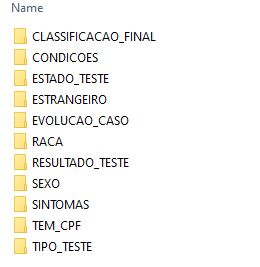 Name
CLASSIFICACAO_FINAL
CONDICOES
ESTADO_TESTE
ESTRANGEIRO
EVOLUCAO_CASO
RACA
RESULTADO_TESTE
SEXO
SINTOMAS
TEM_CPF
TIPO_TESTE